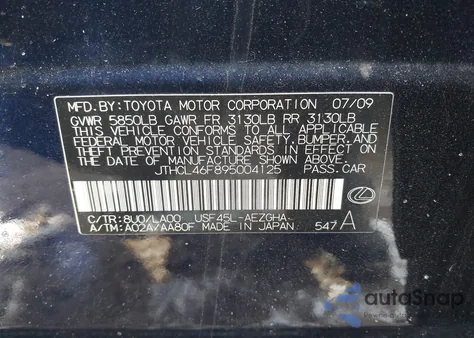 MFD.BY:TOYOTA MOTOR CORPORATION 07/09
GVWR 5850LB GAWR FR 3130LB RR 3130LB
THIS VEHICLE CONFORMS TO ALL APPLICABLE
FEDERAL MOTOR VEHICLE SAFETY,BUMPER,AND
THEFT PREVENTION STANDARDS IN EFFECT ON
THE DATE OF MANUFACTURE SHOWN ABOVE.
JTHCL46F895004125 PASS.CAR
C/TR:8U0/LA00 USF45L-AEZGHA
A/TM:A02A/AA80F MADE IN JAPAN 547 A
autoSnap